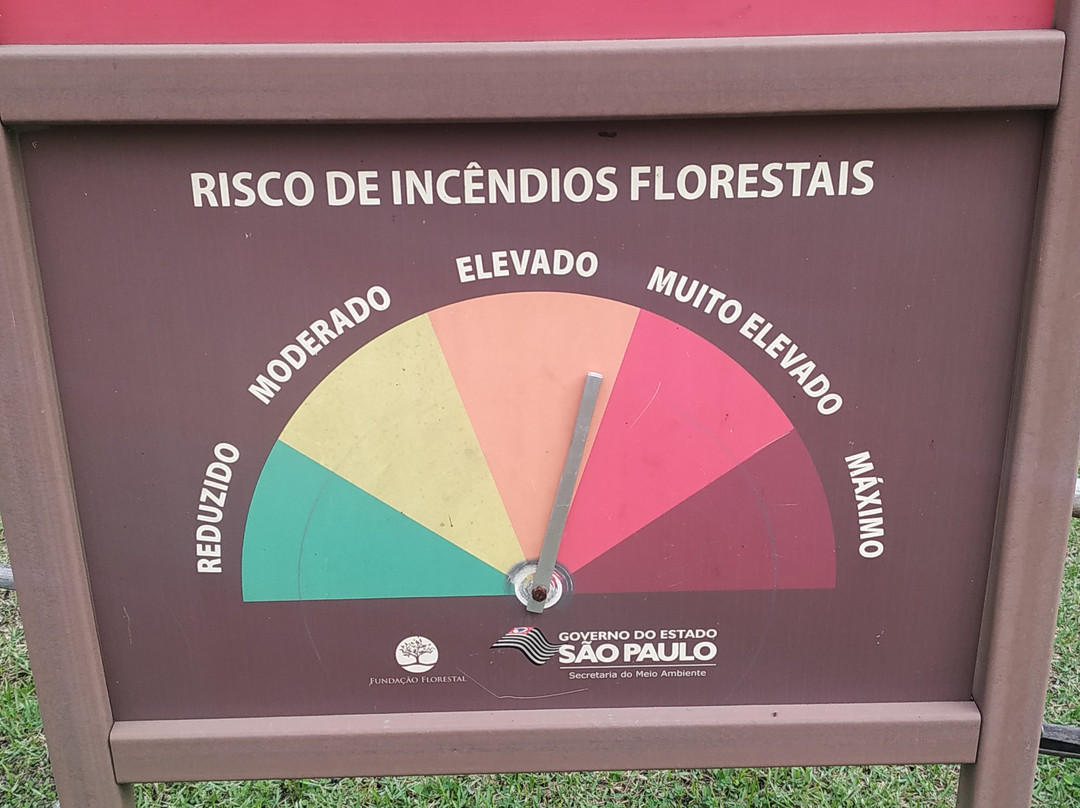 RISCO DE INCÊNDIOS FLORESTAIS
REDUZIDO
MODERADO
ELEVADO
MUITO ELEVADO
MÁXIMO
FUNDAÇÃO FLORESTAL
GOVERNO DO ESTADO
SÃO PAULO
Secretaria do Meio Ambiente